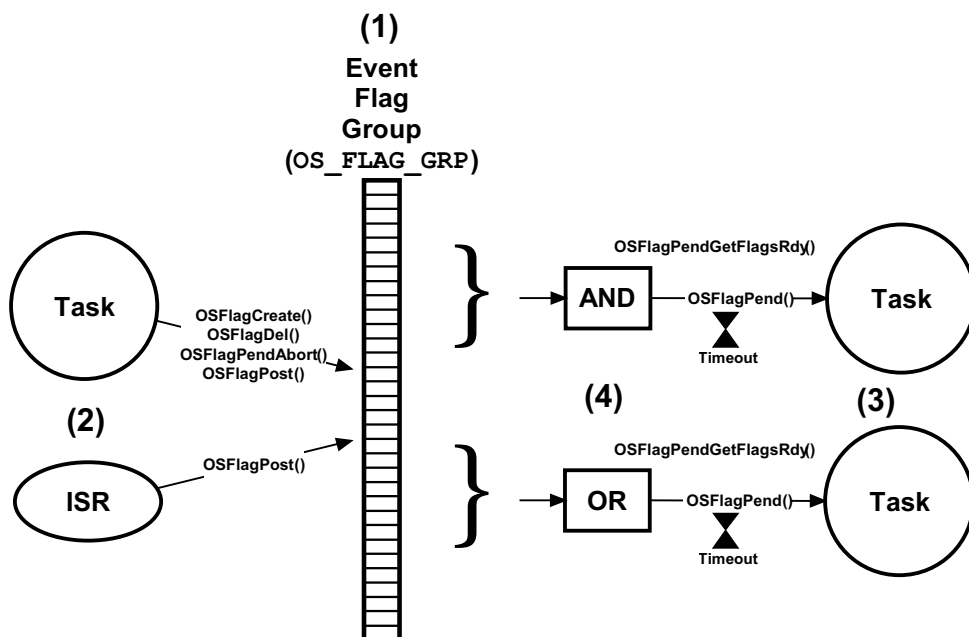 (1)
Event
Flag
Group
(OS_FLAG_GRP)
Task
OSFlagCreate()
OSFlagDel()
OSFlagPendAbort()
OSFlagPost()
(2)
ISR
OSFlagPost()
OSFlagPendGetFlagsRdy()
AND
OSFlagPend()
Timeout
Task
(4)
(3)
OSFlagPendGetFlagsRdy()
OR
OSFlagPend()
Timeout
Task